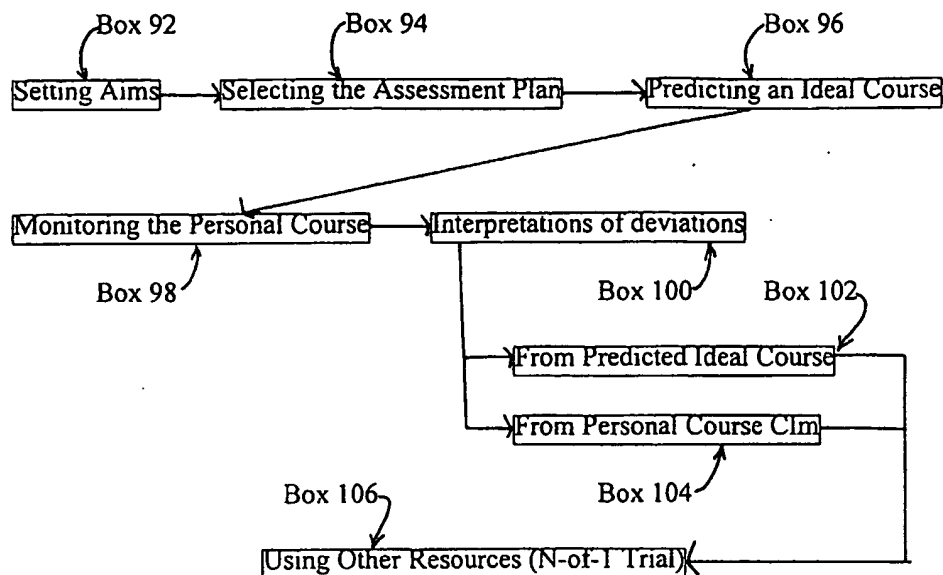 Box 92
Box 94
Box 96
Setting Aims
Selecting the Assessment Plan
Predicting an Ideal Course
Monitoring the Personal Course
Interpretations of deviations
Box 98
Box 100
Box 102
From Predicted Ideal Course
From Personal Course Clm
Box 104
Box 106
Using Other Resources (N-of-1 Trial)